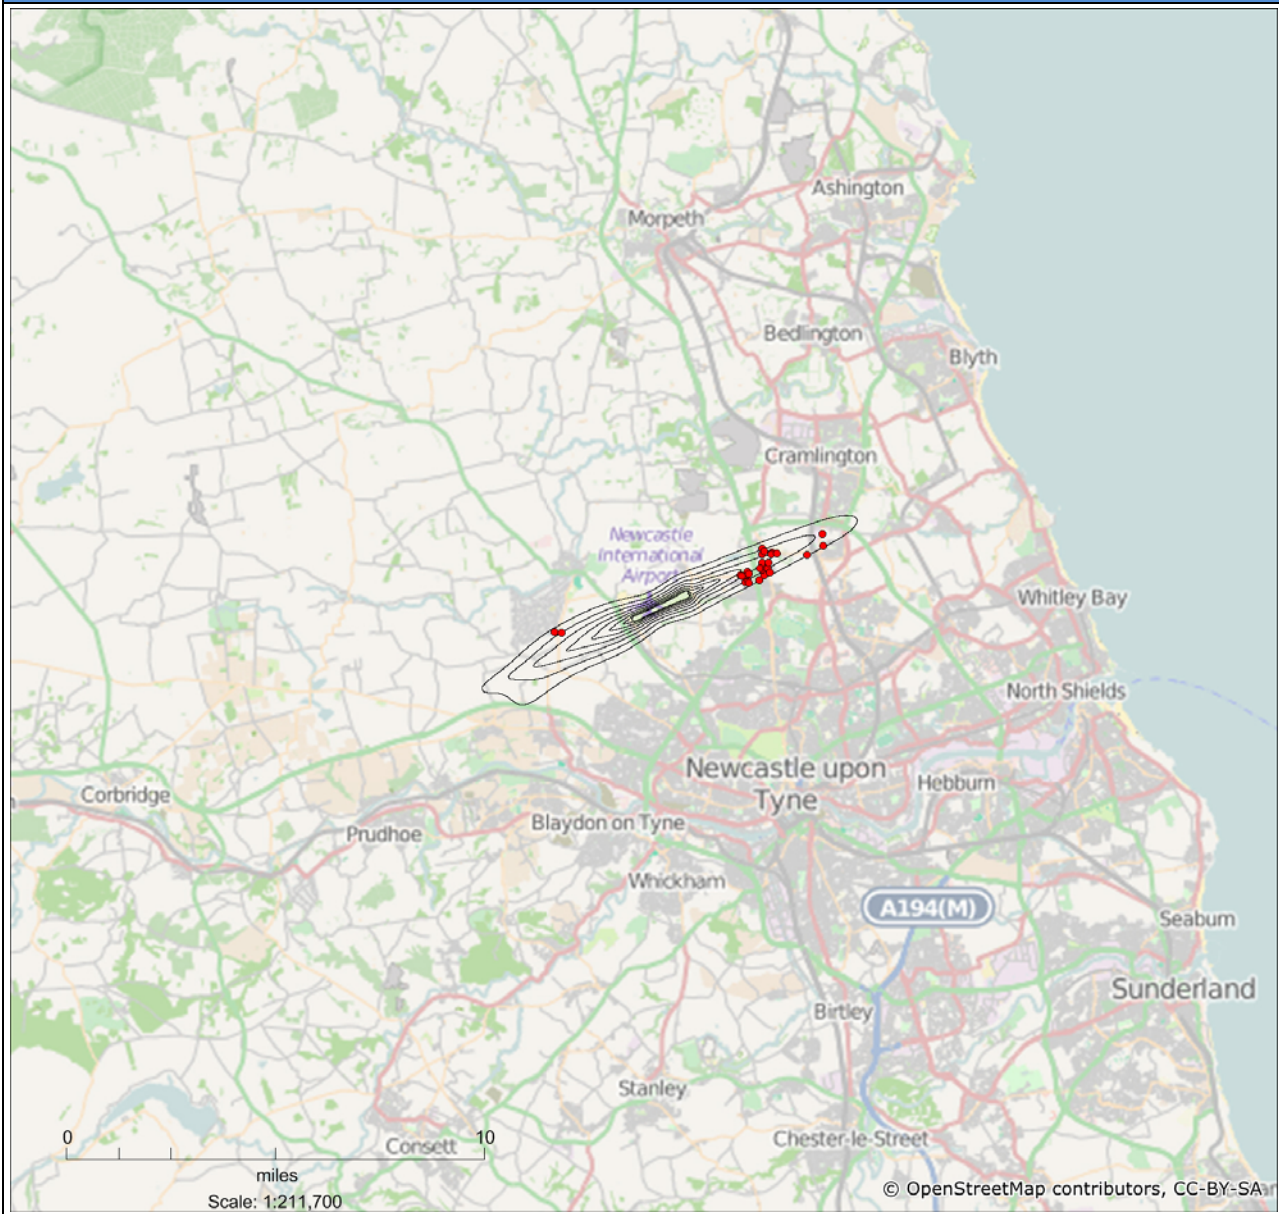 Ashington
Morpeth
Bedlington
Blyth
Cramlington
Newcastle
International
Airport
Whitley Bay
North Shields
Newcastle upon
Tyne
Hebburn
Corbridge
Prudhoe
Blaydon on Tyne
Whickham
A194(M)
Seaburn
Sunderland
Birtley
Stanley
Chester-le-Street
Consett
0 10
miles
Scale: 1:211,700
© OpenStreetMap contributors, CC-BY-SA